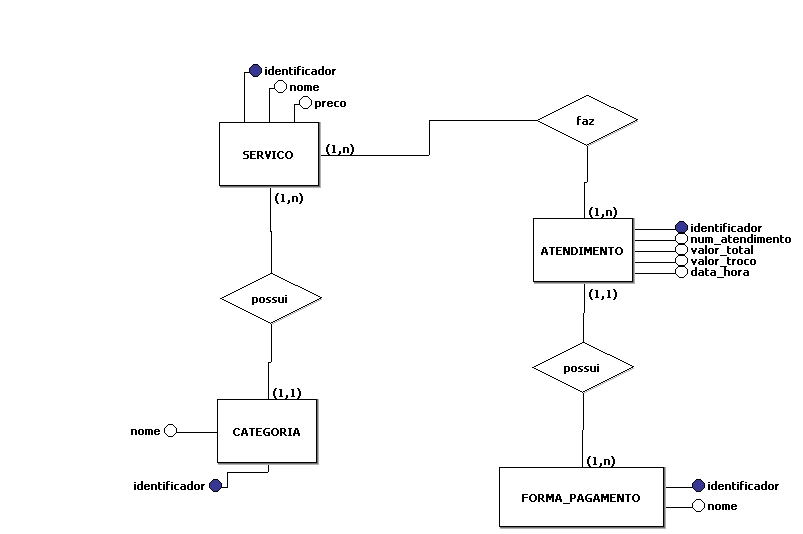 identificador
nome
preco
SERVICO
(1,n)
faz
(1,n)
(1,n)
ATENDIMENTO
identificador
num_atendimento
valor_total
valor_troco
data_hora
(1,1)
possui
possui
(1,1)
nome
CATEGORIA
identificador
(1,n)
FORMA_PAGAMENTO
identificador
nome